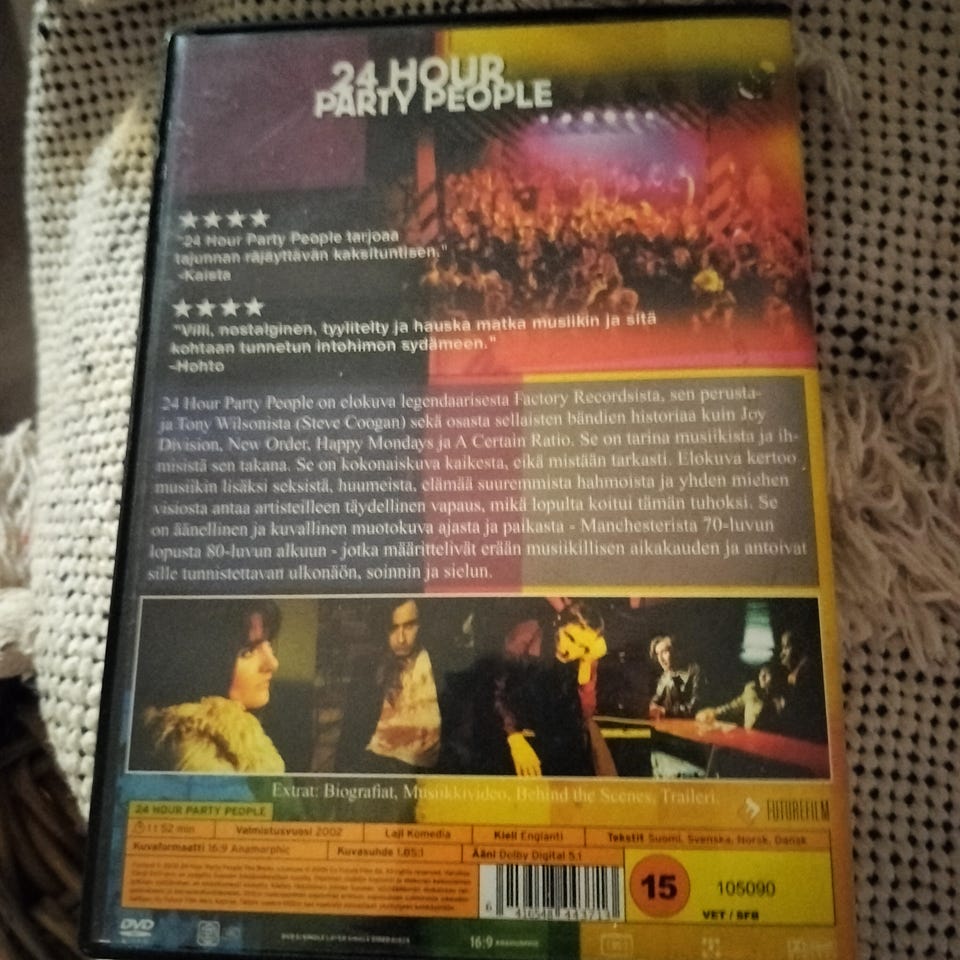 24 HOUR
PARTY PEOPLE
"24 Hour Party People tarjoaa
tajunnan räjäyttävän kaksituntisen."
-Kaista
"Villi, nostalginen, tyylitelty ja hauska matka musiikin ja sitä
kohtaan tunnetun intohimon sydämeen."
-Hohto
24 Hour Party People on elokuva legendaarisesta Factory Recordsista, sen perusta-
ja Tony Wilsonista (Steve Coogan) sekä osasta sellaisten bändien historiaa kuin Joy
Division, New Order, Happy Mondays ja A Certain Ratio. Se on tarina musiikista ja ih-
misistä sen takana. Se on kokonaiskuva kaikesta, eikä mistään tarkasti. Elokuva kertoo
musiikin lisäksi seksistä, huumeista, elämää suuremmista hahmoista ja yhden miehen
visiosta antaa artisteilleen täydellinen vapaus, mikä lopulta koitui tämän tuhoksi. Se
on äänellinen ja kuvallinen muotokuva ajasta ja paikasta - Manchesterista 70-luvun
lopusta 80-luvun alkuun - jotka määrittelivät erään musiikillisen aikakauden ja antoivat
sille tunnistettavan ulkonäön, soinnin ja sielun.
Extrat: Biografiat, Musiikkivideo, Behind the Scenes, Traileri.
FUTUREFILM
24 HOUR PARTY PEOPLE
52 min Valmistusvuosi 2002 Laji Komedia Kieli Englanti Tekstit Suomi, Svenska, Norsk, Dansk
Kuvaformaatti 16:9 Anamorphic Kuvasuhde 1.85:1 Ääni Dolby Digital 5.1
15
105090
VET / SFB
DVD
16:9